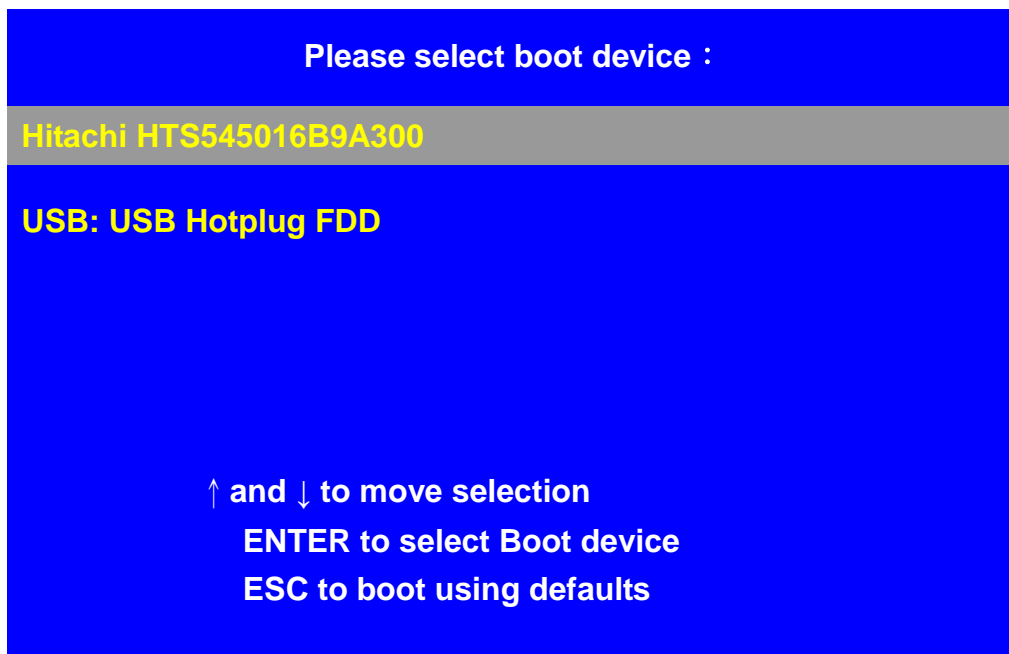 Please select boot device：
Hitachi HTS545016B9A300
USB: USB Hotplug FDD
↑ and ↓ to move selection
ENTER to select Boot device
ESC to boot using defaults